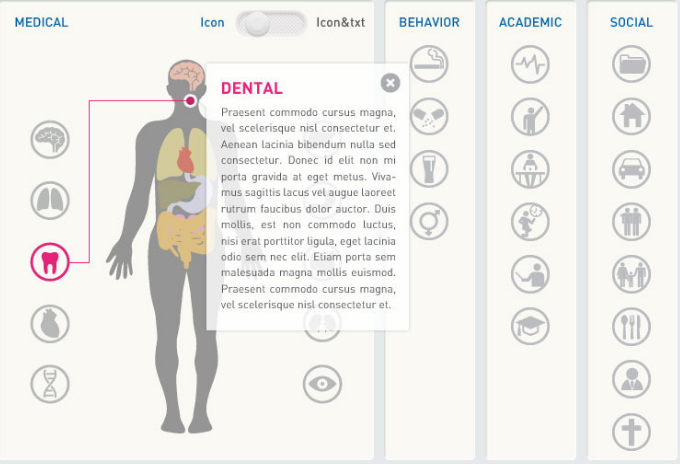 MEDICAL
Icon
Icon&txt
BEHAVIOR
ACADEMIC
SOCIAL
DENTAL
Praesent commodo cursus magna,
vel scelerisque nisl consectetur et.
Aenean lacinia bibendum nulla sed
consectetur. Donec id elit non mi
porta gravida at eget metus. Viva-
mus sagittis lacus vel augue laoreet
rutrum faucibus dolor auctor. Duis
mollis, est non commodo luctus,
nisi erat porttitor ligula, eget lacinia
odio sem nec elit. Etiam porta sem
malesuada magna mollis euismod.
Praesent commodo cursus magna,
vel scelerisque nisl consectetur et.